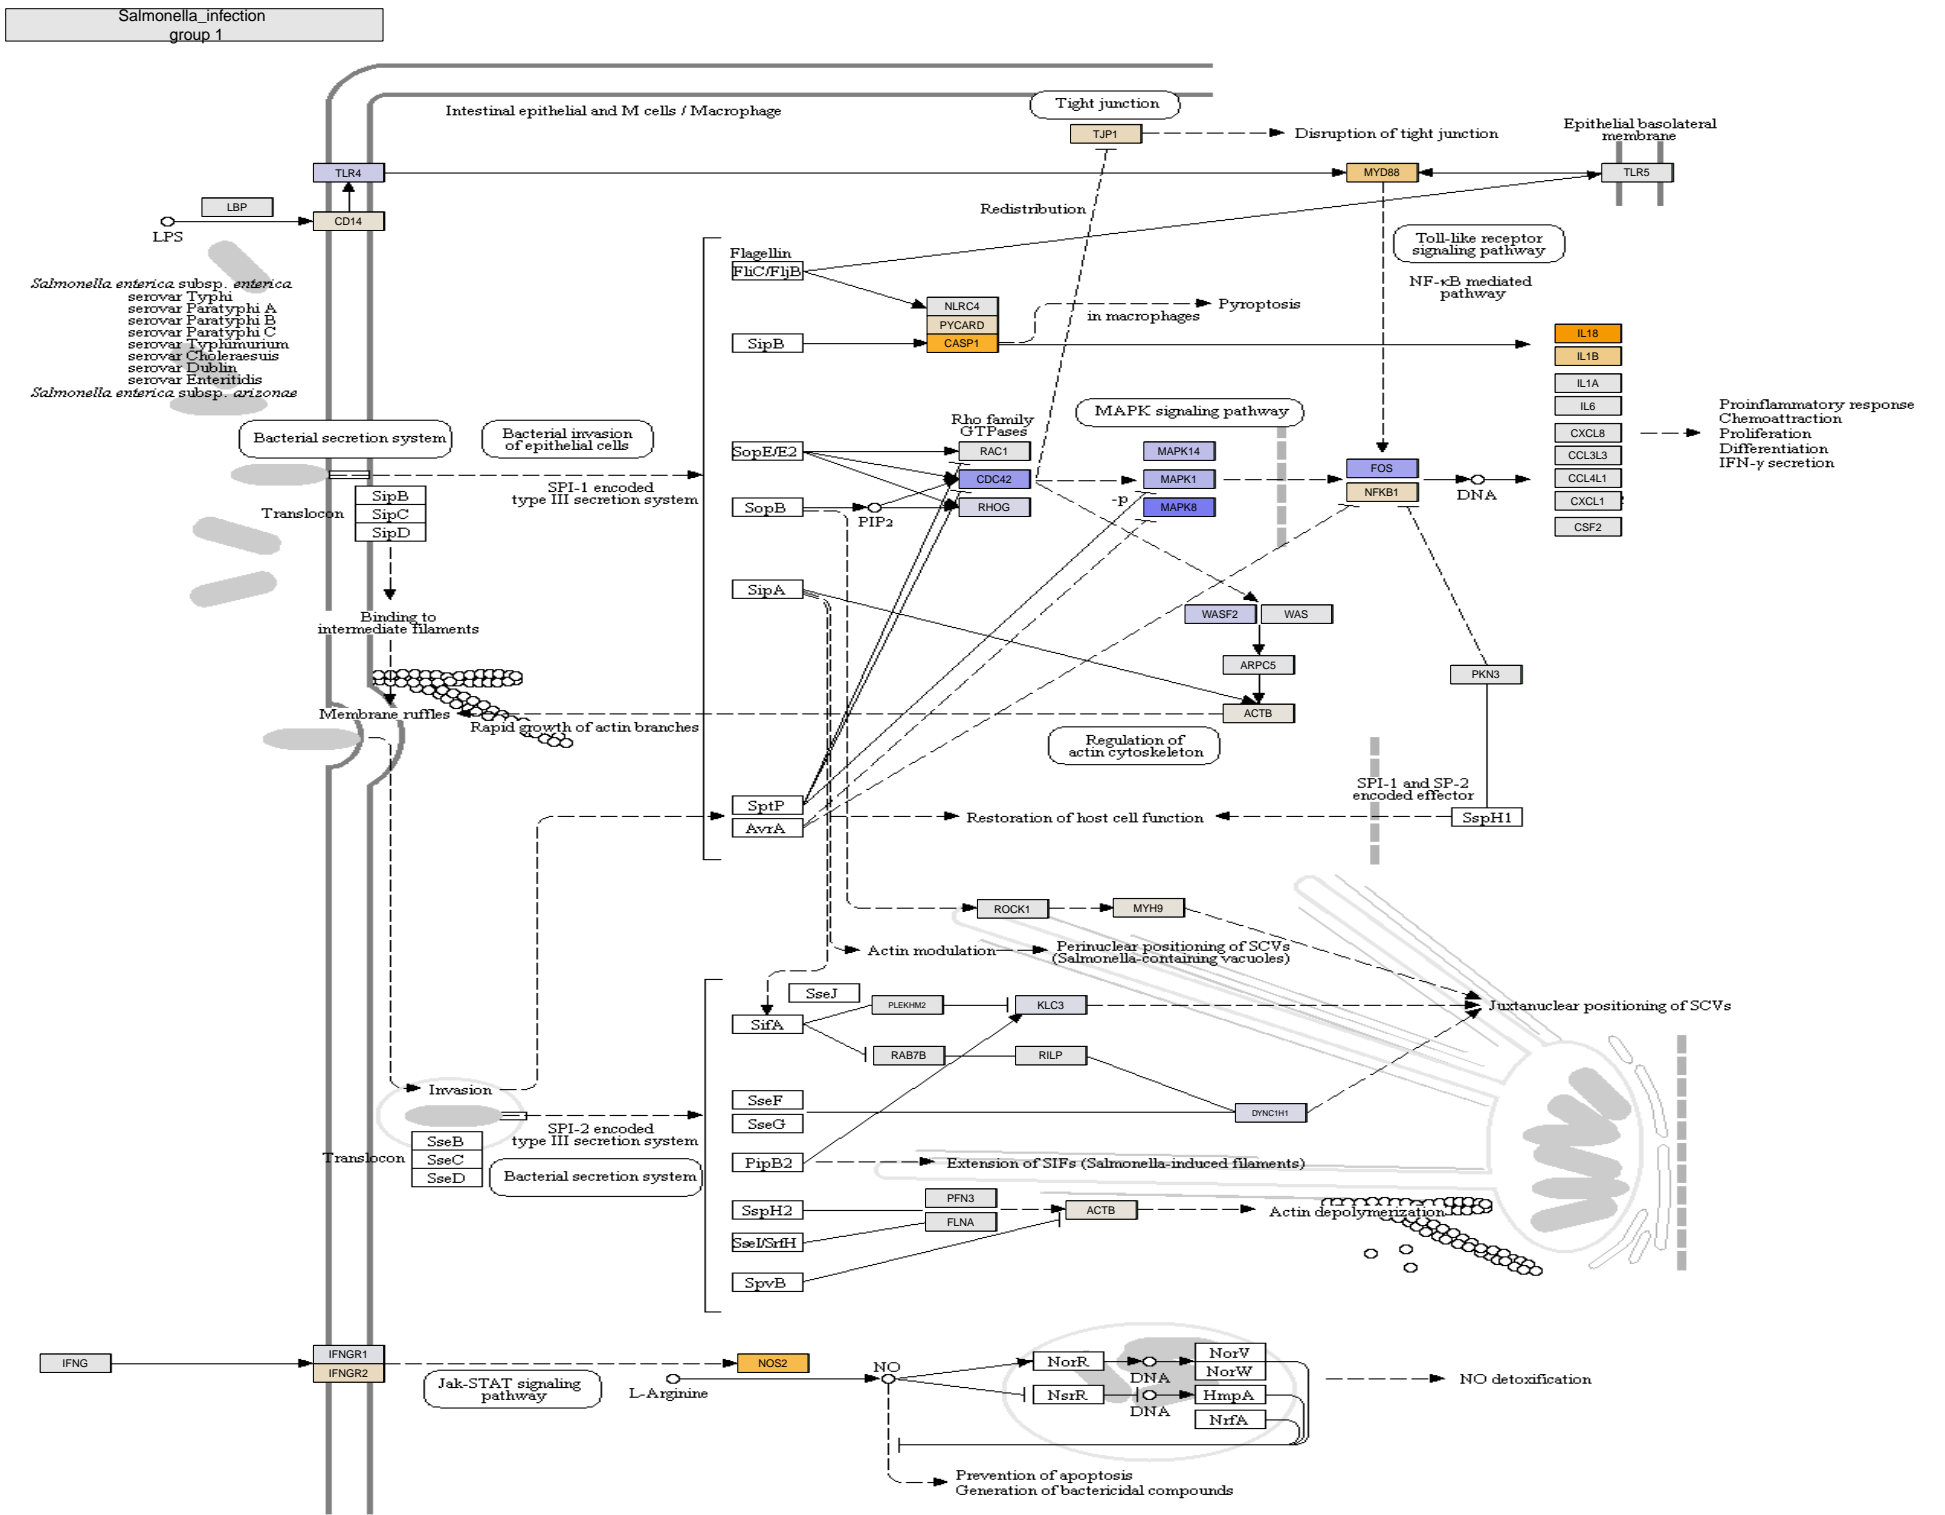 Salmonella_infection
group 1
Intestinal epithelial and M cells / Macrophage
Tight junction
TJP1
Disruption of tight junction
Epithelial basolateral
membrane
TLR4
MYD88
TLR5
LBP
CD14
LPS
Redistribution
Toll-like receptor
signaling pathway
NF-κB mediated
pathway
Flagellin
FliC/FljB
Salmonella enterica subsp. enterica
serovar Typhi
serovar Paratyphi A
serovar Paratyphi B
serovar Paratyphi C
serovar Typhimurium
serovar Choleraesuis
serovar Dublin
serovar Enteritidis
Salmonella enterica subsp. arizonae
NLRC4
PYCARD
CASP1
in macrophages
Pyroptosis
SipB
IL18
IL1B
IL1A
IL6
CXCL8
CCL3L3
CCL4L1
CXCL1
CSF2
Proinflammatory response
Chemoattraction
Proliferation
Differentiation
IFN-γ secretion
Bacterial secretion system
Bacterial invasion
of epithelial cells
Rho family
GTPases
MAPK signaling pathway
SopE/E2
RAC1
CDC42
RHOG
MAPK14
MAPK1
MAPK8
-p
FOS
NFKB1
DNA
SPI-1 encoded
type III secretion system
Translocon
SipB
SipC
SipD
SopB
PIP2
SipA
Binding to
intermediate filaments
WASF2
WAS
ARPC5
ACTB
PKN3
Membrane ruffles
Rapid growth of actin branches
Regulation of
actin cytoskeleton
SPI-1 and SP-2
encoded effector
SptP
AvrA
Restoration of host cell function
SspH1
ROCK1
MYH9
Actin modulation
Perinuclear positioning of SCVs
(Salmonella-containing vacuoles)
SseJ
SifA
PLEKHM2
KLC3
Juxtanuclear positioning of SCVs
RAB7B
RILP
Invasion
SseF
SseG
DYNC1H1
SPI-2 encoded
type III secretion system
Translocon
SseB
SseC
SseD
Bacterial secretion system
PipB2
Extension of SIFs (Salmonella-induced filaments)
SspH2
PFN3
FLNA
ACTB
Actin depolymerization
SseI/SrfH
SpvB
IFNG
IFNGR1
IFNGR2
Jak-STAT signaling
pathway
NOS2
L-Arginine
NO
NorR
DNA
NorV
NorW
NsrR
DNA
HmpA
NrfA
NO detoxification
Prevention of apoptosis
Generation of bactericidal compounds